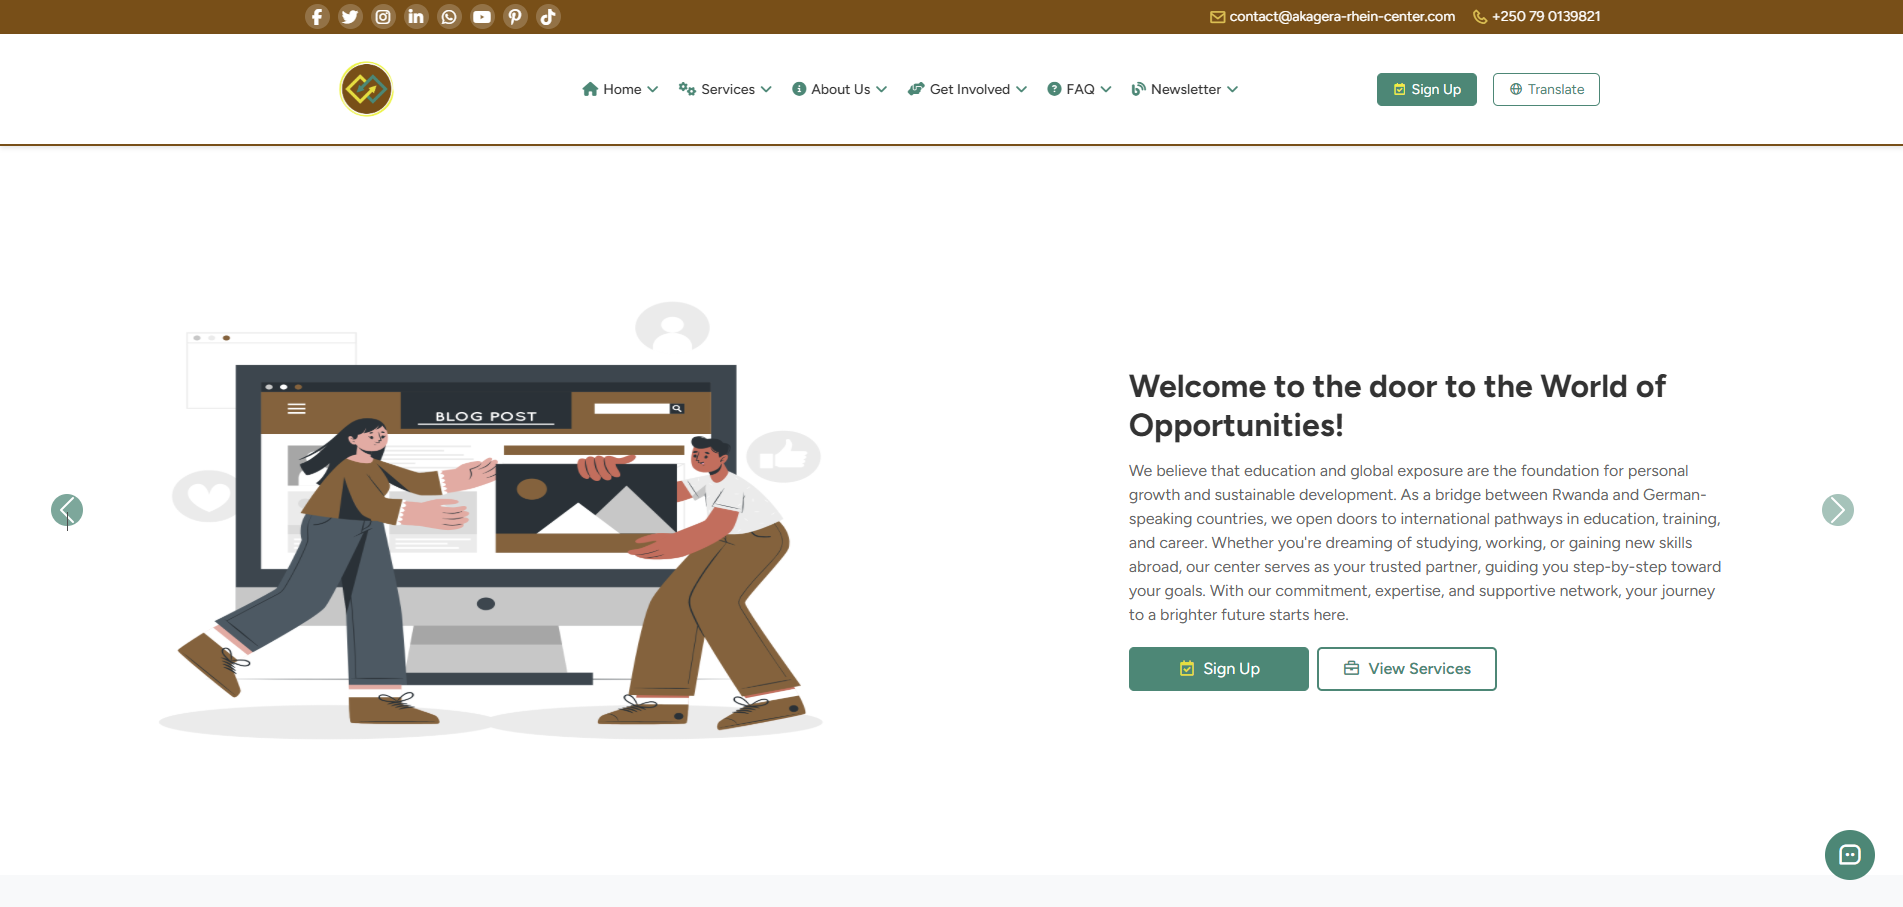 contact@akagera-rhein-center.com +250 79 0139821
Home Services About Us Get Involved FAQ Newsletter Sign Up Translate
BLOG POST
Welcome to the door to the World of
Opportunities!
We believe that education and global exposure are the foundation for personal
growth and sustainable development. As a bridge between Rwanda and German-
speaking countries, we open doors to international pathways in education, training,
and career. Whether you're dreaming of studying, working, or gaining new skills
abroad, our center serves as your trusted partner, guiding you step-by-step toward
your goals. With our commitment, expertise, and supportive network, your journey
to a brighter future starts here.
Sign Up View Services